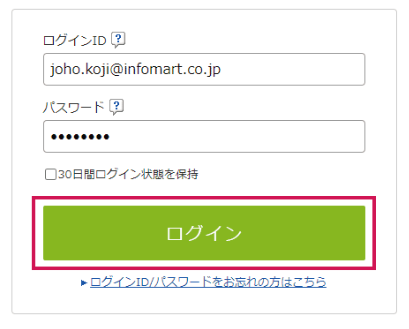 ログインID ?
joho.koji@infomart.co.jp
パスワード ?
••••••••
30日間ログイン状態を保持
ログイン
ログインID/パスワードをお忘れの方はこちら